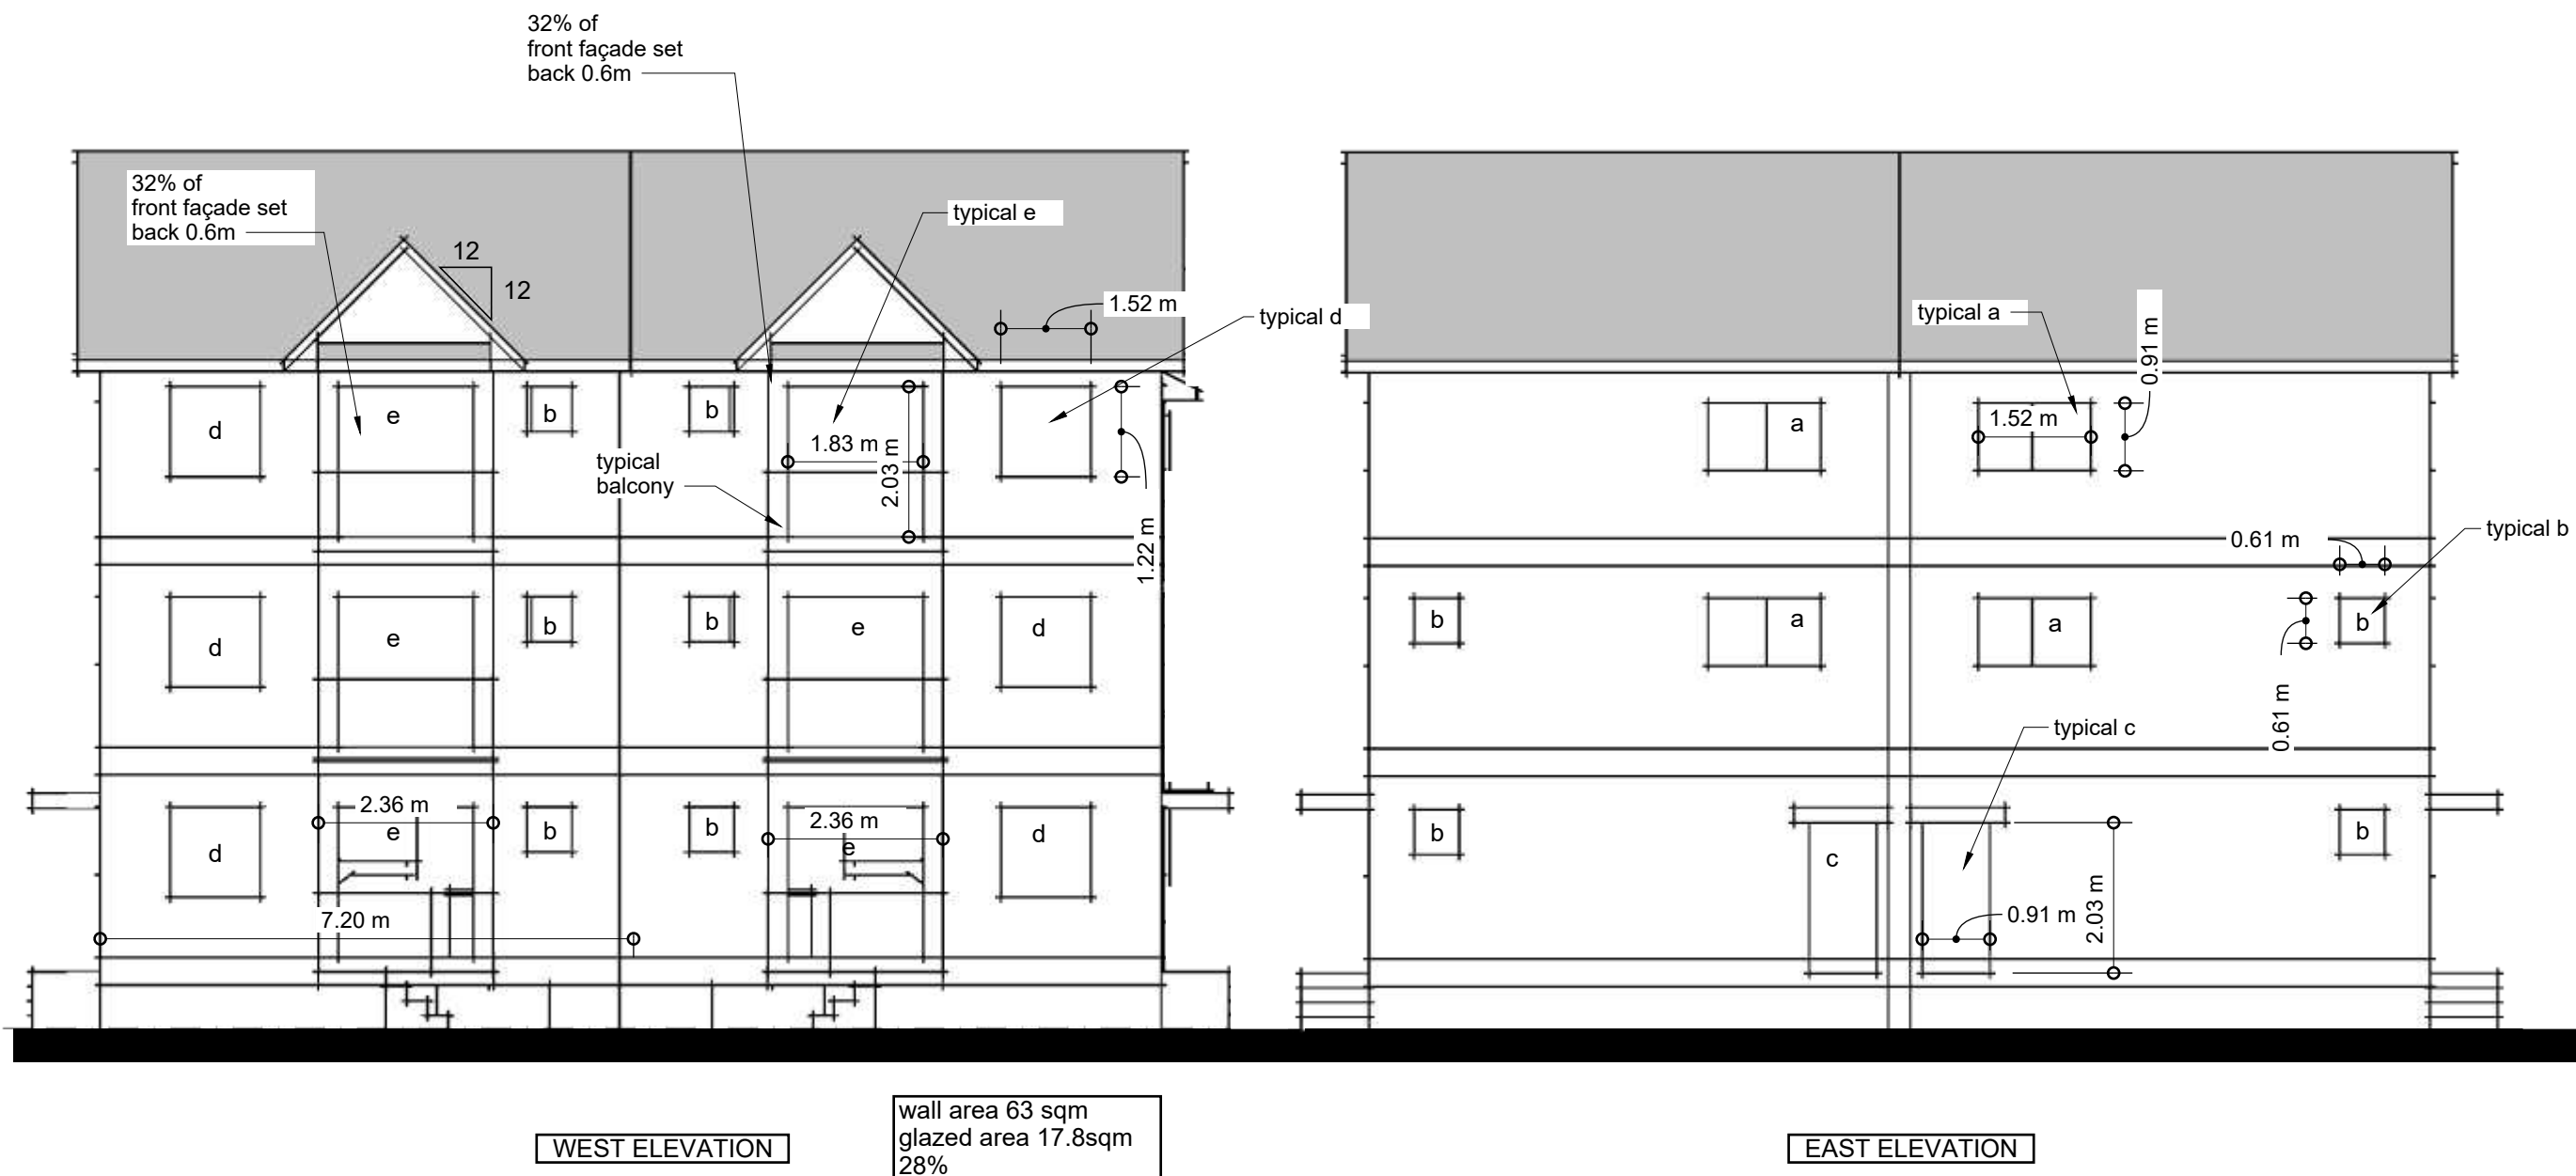 32% of
front façade set
back 0.6m
32% of
front façade set
back 0.6m
12
12
typical e
1.52 m
typical d
typical a
0.91 m
d
e
b
b
1.83 m
2.03 m
typical
balcony
1.22 m
a
1.52 m
0.61 m
typical b
d
e
b
b
e
d
b
a
a
b
0.61 m
typical c
2.36 m
d
e
b
b
2.36 m
e
d
b
b
c
7.20 m
0.91 m
2.03 m
wall area 63 sqm
glazed area 17.8sqm
28%
WEST ELEVATION
EAST ELEVATION